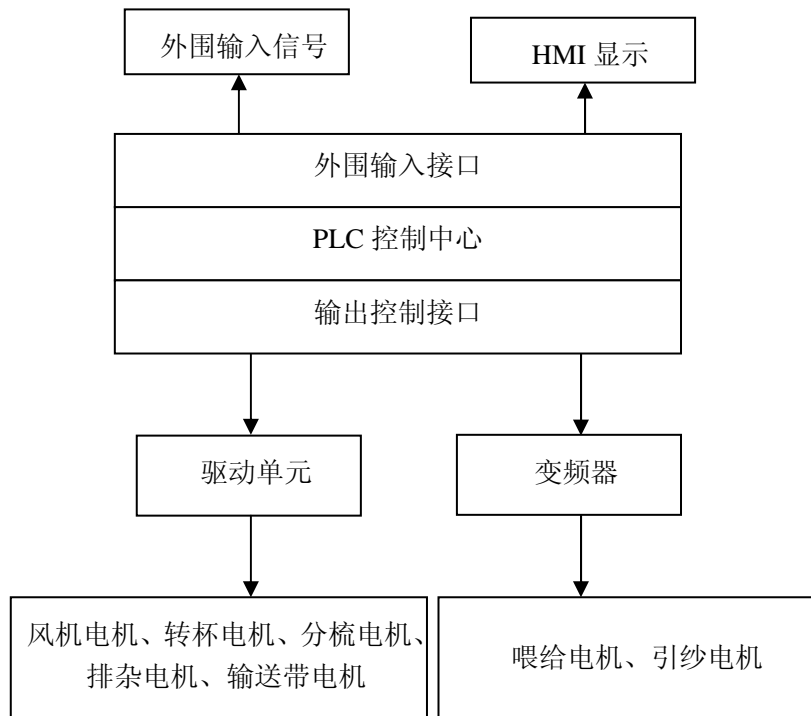 外围输入信号
HMI 显示
外围输入接口
PLC 控制中心
输出控制接口
驱动单元
变频器
风机电机、转杯电机、分梳电机、
排杂电机、输送带电机
喂给电机、引纱电机